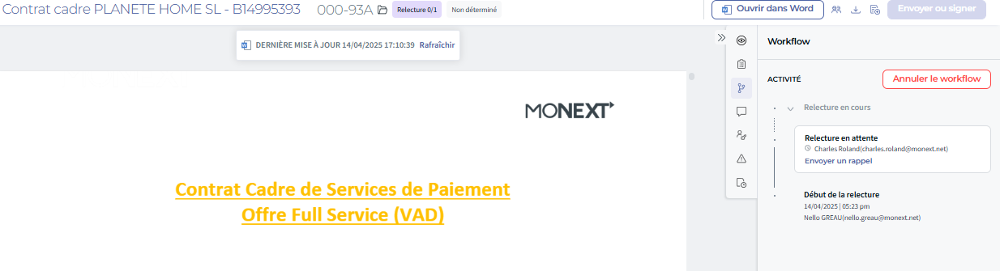 Contrat cadre PLANETE HOME SL - B14995393 000-93A Relecture 0/1 Non déterminé Ouvrir dans Word Envoyer ou signer
DERNIÈRE MISE À JOUR 14/04/2025 17:10:39 Rafraîchir
MONEXT
Contrat Cadre de Services de Paiement
Offre Full Service (VAD)
Workflow
ACTIVITÉ Annuler le workflow
Relecture en cours
Relecture en attente
Charles Roland(charles.roland@monext.net)
Envoyer un rappel
Début de la relecture
14/04/2025 | 05:23 pm
Nello GREAU(nello.greau@monext.net)